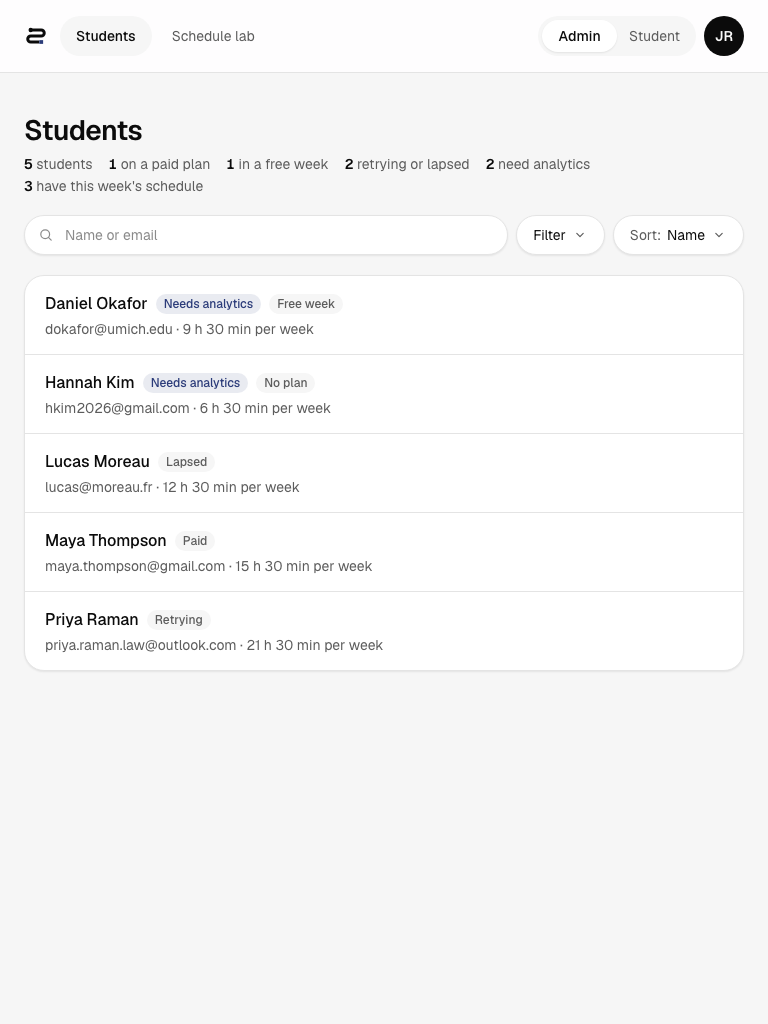 Students Schedule lab Admin Student JR
Students
5 students 1 on a paid plan 1 in a free week 2 retrying or lapsed 2 need analytics
3 have this week's schedule
Name or email Filter Sort: Name
Daniel Okafor Needs analytics Free week
dokafor@umich.edu · 9 h 30 min per week
Hannah Kim Needs analytics No plan
hkim2026@gmail.com · 6 h 30 min per week
Lucas Moreau Lapsed
lucas@moreau.fr · 12 h 30 min per week
Maya Thompson Paid
maya.thompson@gmail.com · 15 h 30 min per week
Priya Raman Retrying
priya.raman.law@outlook.com · 21 h 30 min per week